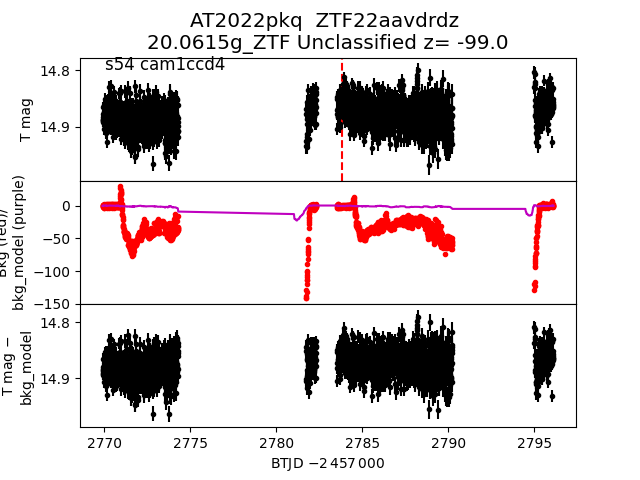 AT2022pkq ZTF22aavdrdz
20.0615g_ZTF Unclassified z= -99.0
s54 cam1ccd4
14.8
14.9
T mag
0
−50
−100
−150
bkg_model (purple)
14.8
14.9
T mag −
bkg_model
2770
2775
2780
2785
2790
2795
BTJD −2 457 000